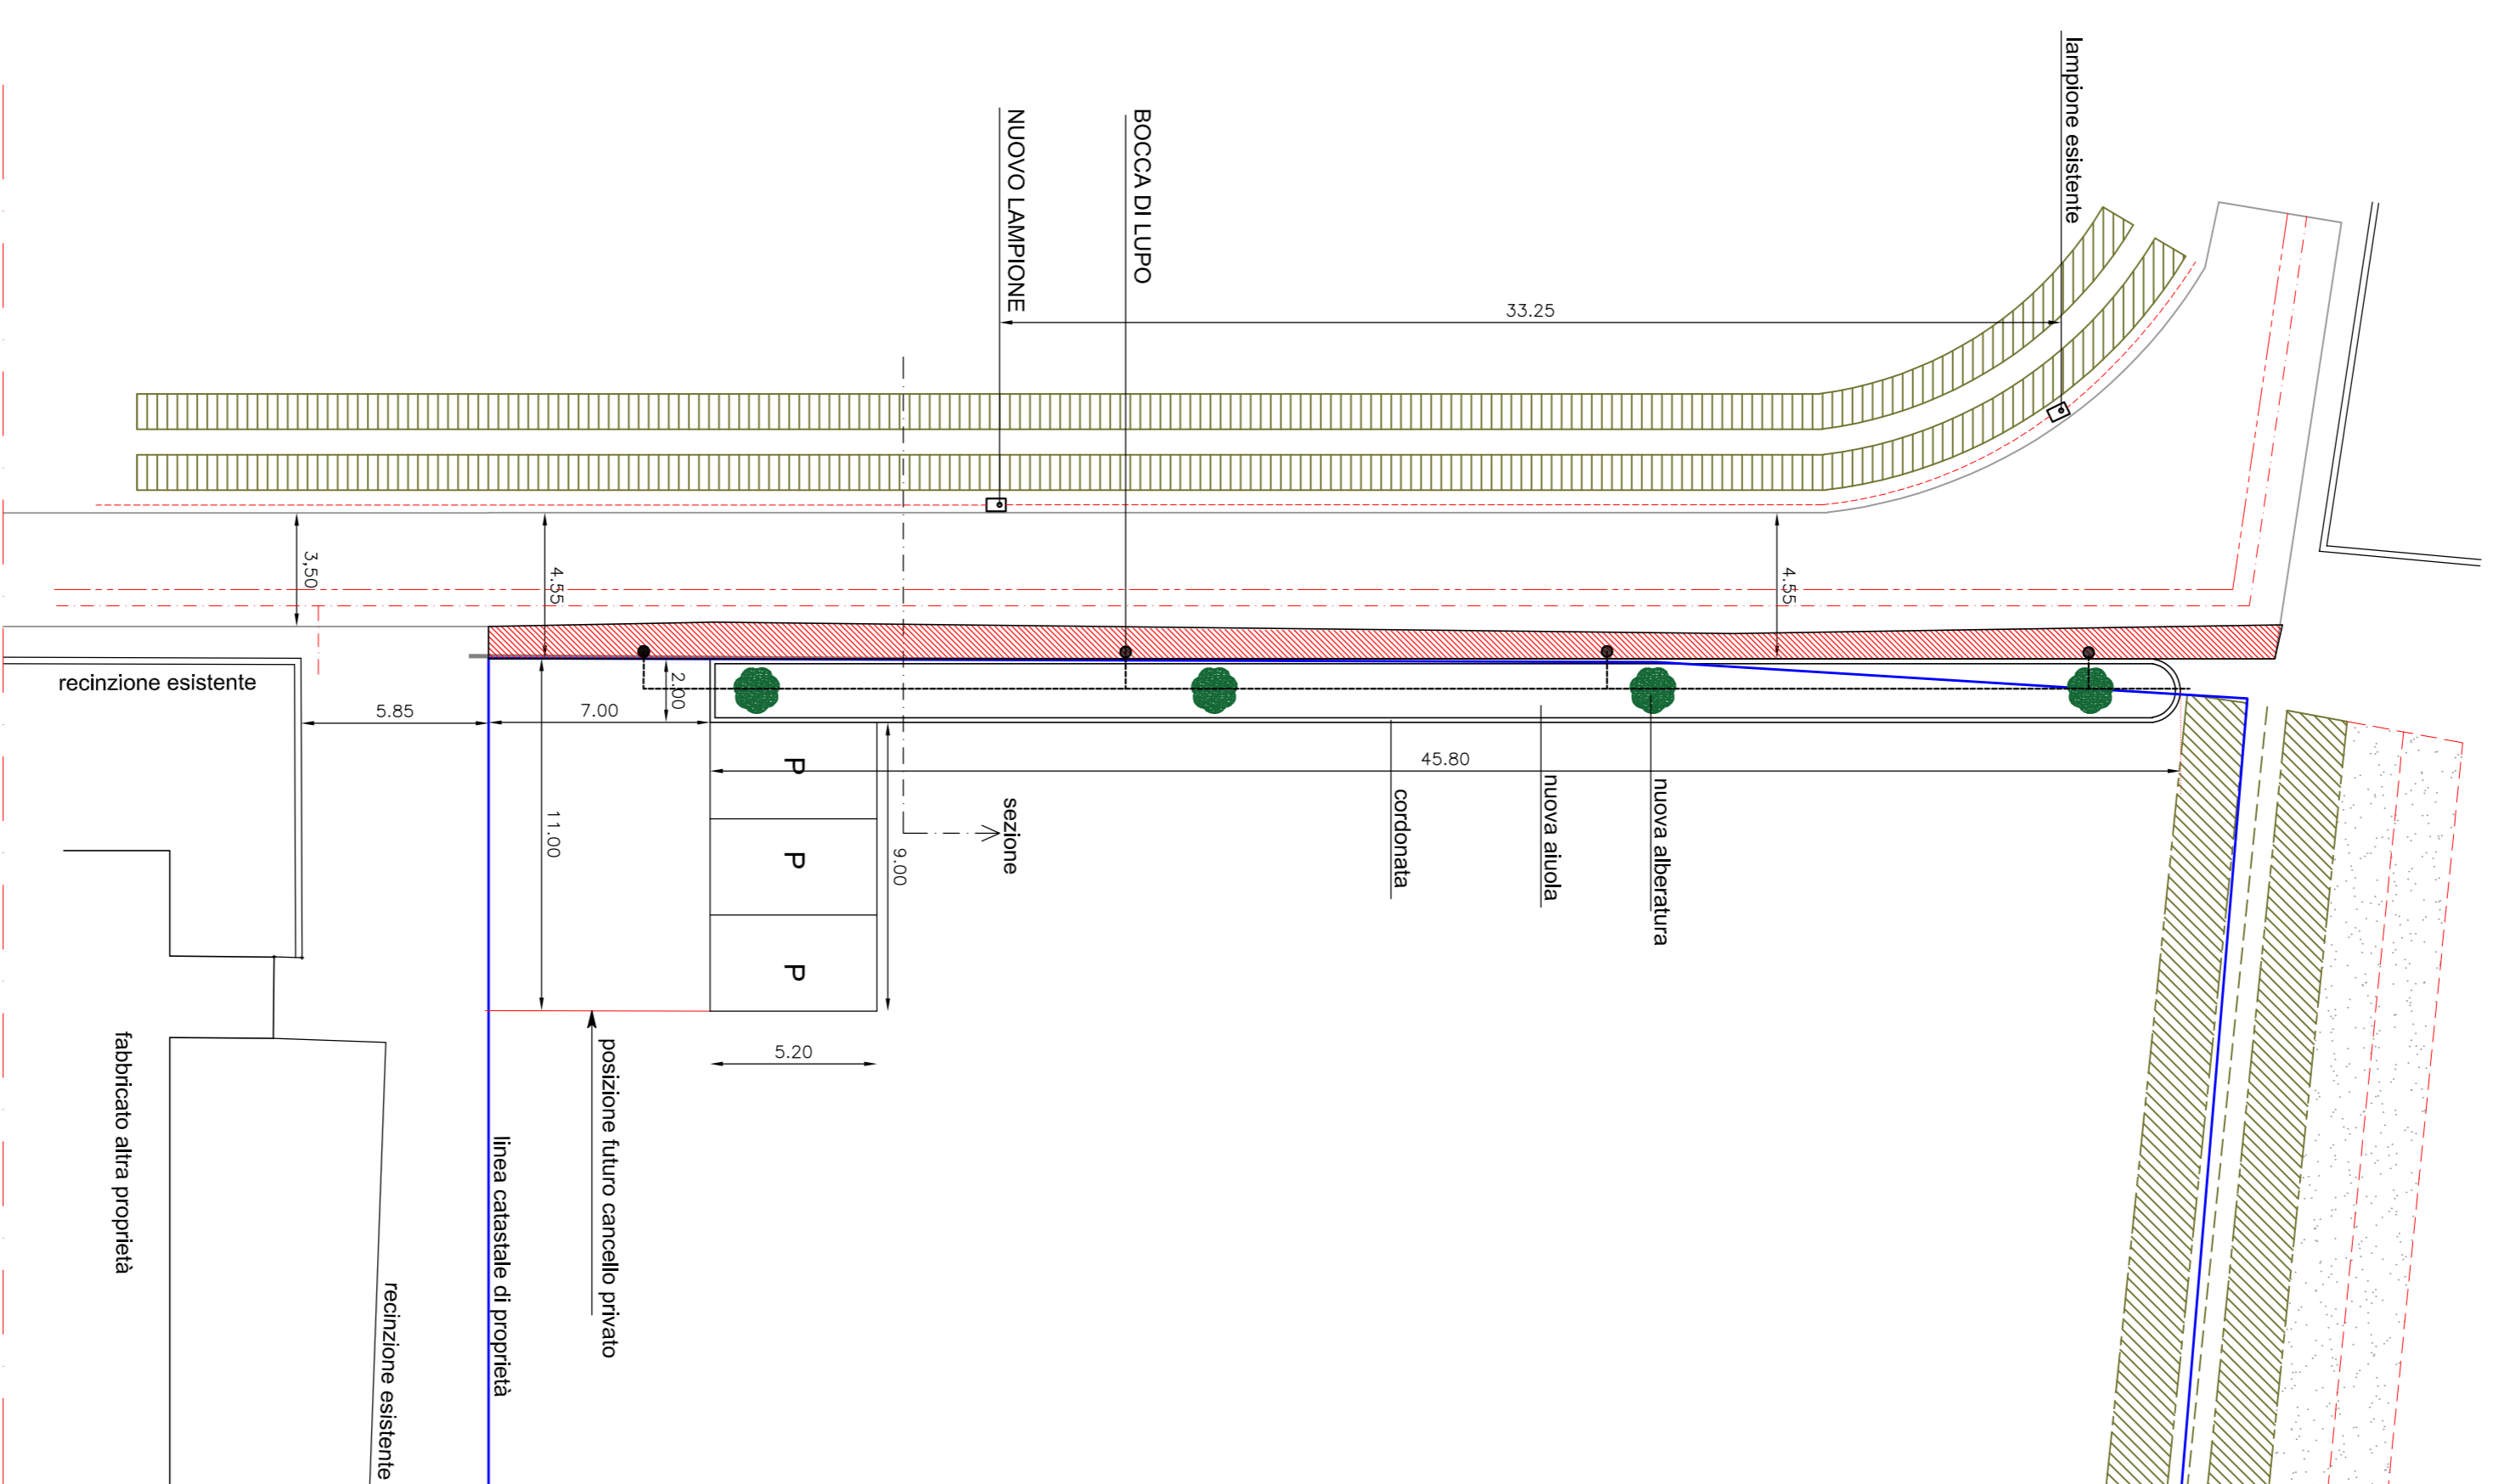 lampione esistente
NUOVO LAMPIONE
BOCCA DI LUPO
33.25
3,50
4.55
4.55
recinzione esistente
5.85
7.00
2.00
45.80
P
P
P
11.00
9.00
sezione
cordonata
nuova aiuola
nuova alberatura
5.20
posizione futuro cancello privato
fabbricato altra proprietà
linea catastale di proprietà
recinzione esistente